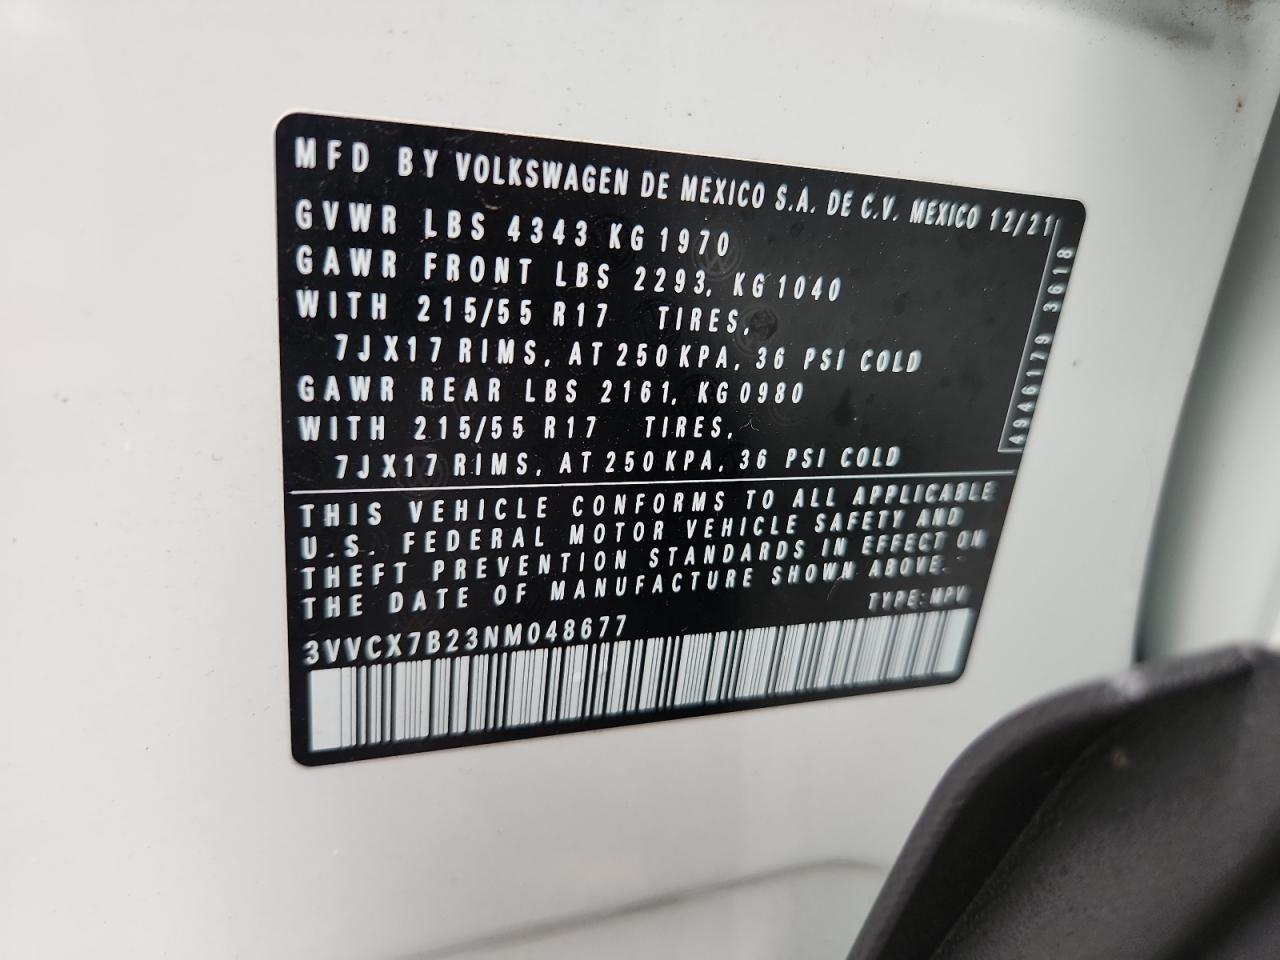 MFD BY VOLKSWAGEN DE MEXICO S.A. DE C.V. MEXICO 12/21
GVWR LBS 4343 KG 1970
GAWR FRONT LBS 2293, KG 1040
WITH 215/55 R17 TIRES,
7JX17 RIMS, AT 250 KPA, 36 PSI COLD
GAWR REAR LBS 2161, KG 0980
WITH 215/55 R17 TIRES,
7JX17 RIMS, AT 250 KPA, 36 PSI COLD
4946179 3618
THIS VEHICLE CONFORMS TO ALL APPLICABLE
U.S. FEDERAL MOTOR VEHICLE SAFETY AND
THEFT PREVENTION STANDARDS IN EFFECT ON
THE DATE OF MANUFACTURE SHOWN ABOVE.
TYPE: MPV
3VVCX7B23NM048677